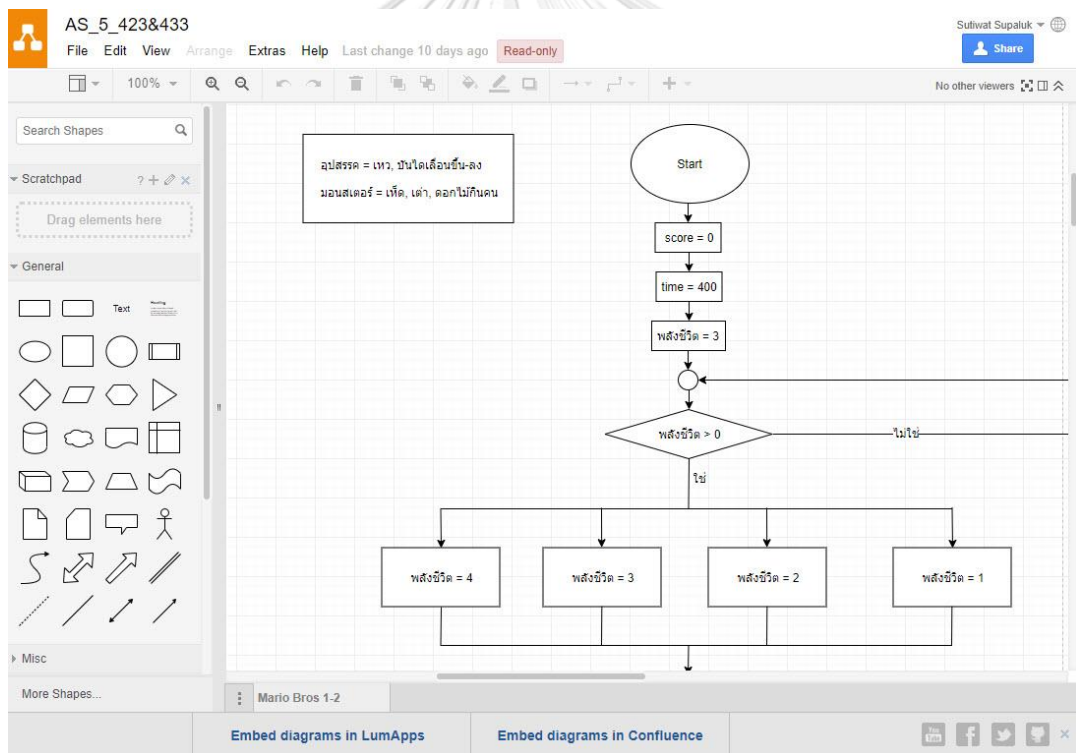 AS_5_423&433
Sutiwat Supaluk
File Edit View Arrange Extras Help Last change 10 days ago Read-only
Share
100%
No other viewers
Search Shapes
Scratchpad
Drag elements here
General
Text
Misc
More Shapes...
อุปสรรค = เหว, บันไดเลื่อนขึ้น-ลง
มอนสเตอร์ = เห็ด, เต่า, ดอกไม้กินคน
Start
score = 0
time = 400
พลังชีวิต = 3
พลังชีวิต > 0
ไม่ใช่
ใช่
พลังชีวิต = 4
พลังชีวิต = 3
พลังชีวิต = 2
พลังชีวิต = 1
Mario Bros 1-2
Embed diagrams in LumApps
Embed diagrams in Confluence